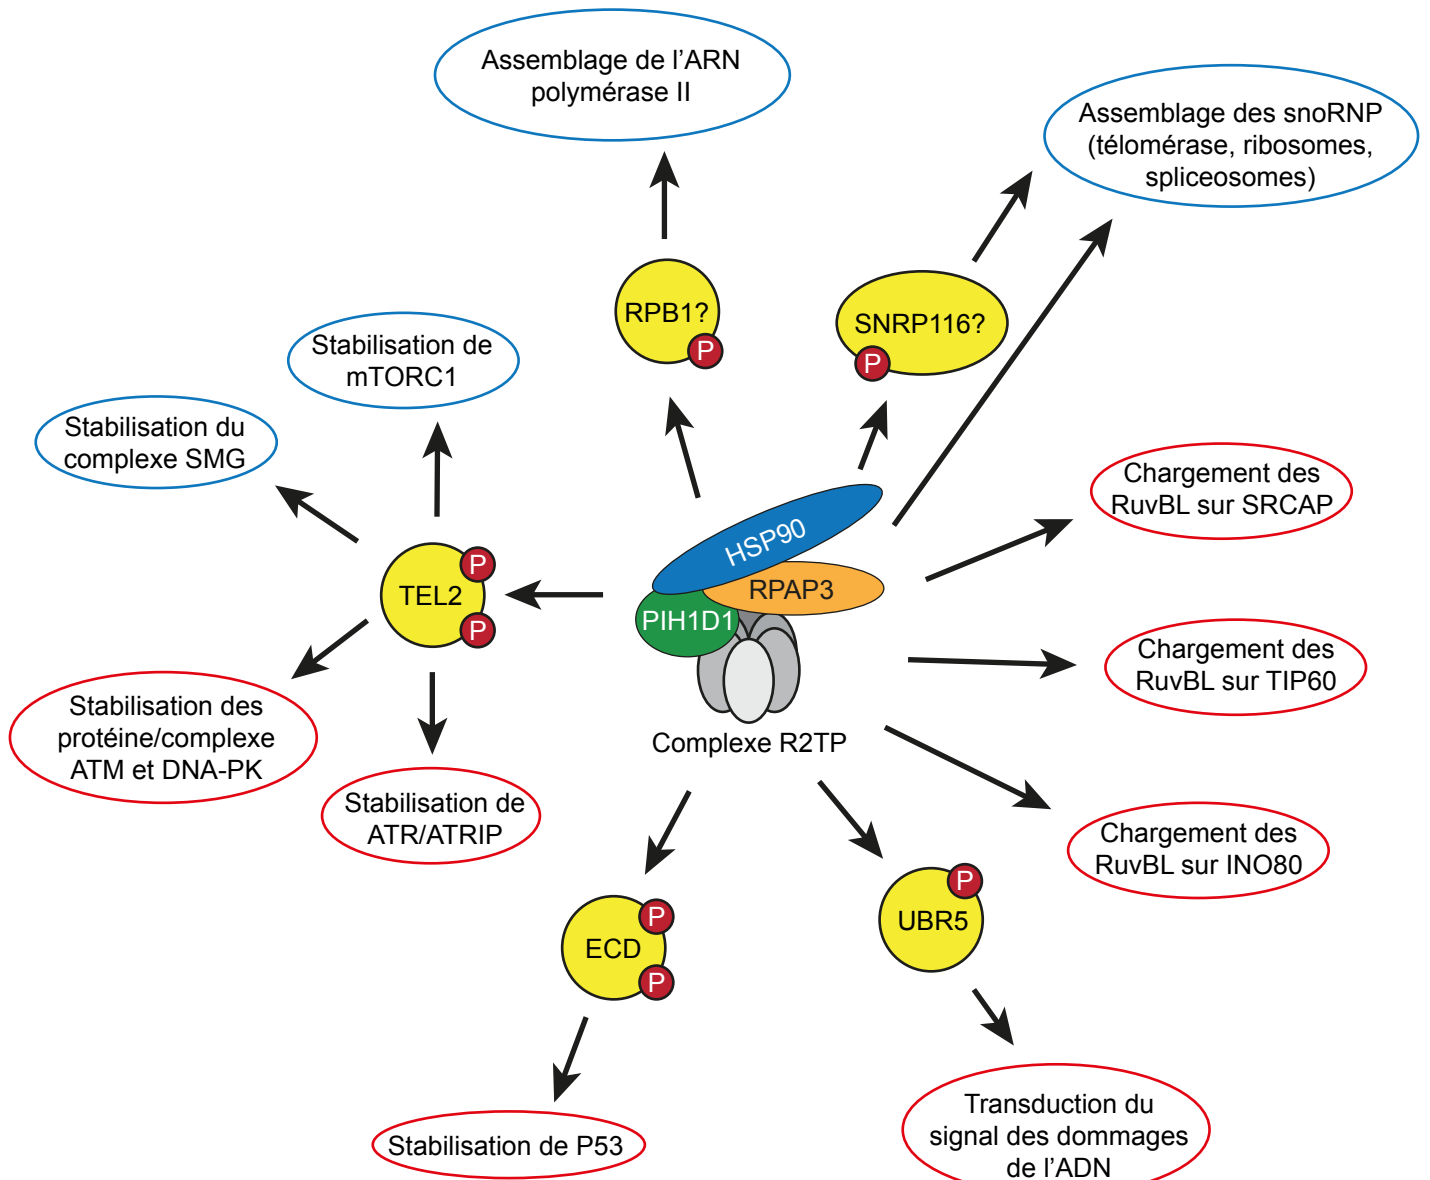 Assemblage de l’ARN
polymérase II
Assemblage des snoRNP
(télomérase, ribosomes,
spliceosomes)
RPB1?
P
SNRP116?
P
Stabilisation de
mTORC1
Stabilisation du
complexe SMG
Chargement des
RuvBL sur SRCAP
HSP90
RPAP3
PIH1D1
TEL2
P
P
Chargement des
RuvBL sur TIP60
Stabilisation des
protéine/complexe
ATM et DNA-PK
Complexe R2TP
Stabilisation de
ATR/ATRIP
Chargement des
RuvBL sur INO80
ECD
P
P
UBR5
P
Stabilisation de P53
Transduction du
signal des dommages
de l’ADN